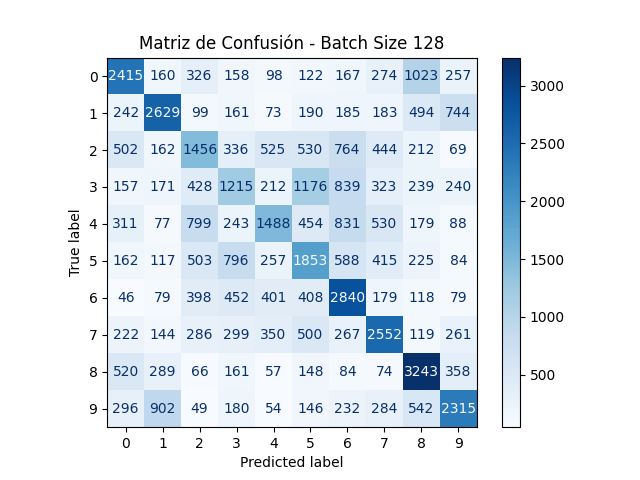 Matriz de Confusión - Batch Size 128
0 2415 160 326 158 98 122 167 274 1023 257
1 242 2629 99 161 73 190 185 183 494 744
2 502 162 1456 336 525 530 764 444 212 69
3 157 171 428 1215 212 1176 839 323 239 240
4 311 77 799 243 1488 454 831 530 179 88
5 162 117 503 796 257 1853 588 415 225 84
6 46 79 398 452 401 408 2840 179 118 79
7 222 144 286 299 350 500 267 2552 119 261
8 520 289 66 161 57 148 84 74 3243 358
9 296 902 49 180 54 146 232 284 542 2315
0 1 2 3 4 5 6 7 8 9
Predicted label
True label
3000
2500
2000
1500
1000
500